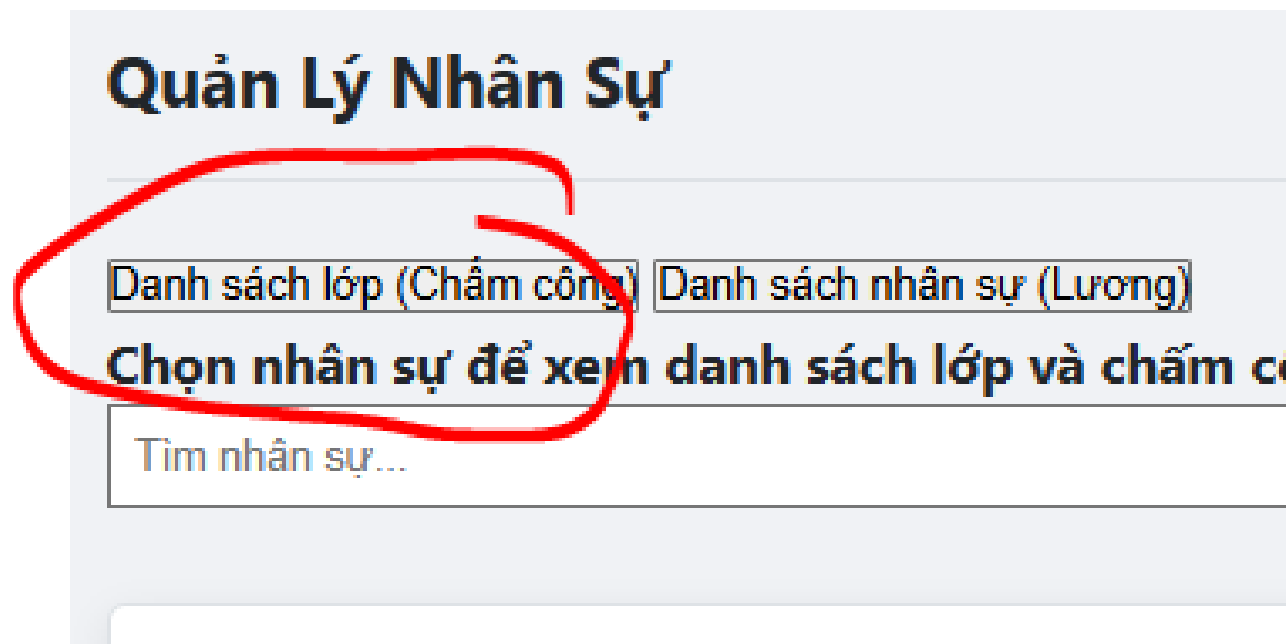 Quản Lý Nhân Sự
Danh sách lớp (Chấm công) Danh sách nhân sự (Lương)
Chọn nhân sự để xem danh sách lớp và chấm
Tìm nhân sự...